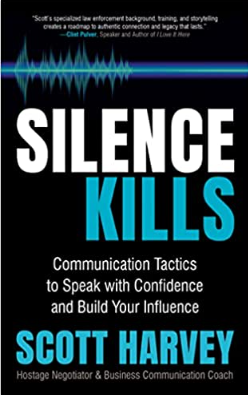 "Scott's specialized law enforcement background, training, and storytelling
creates a roadmap to authentic connection and legacy that lasts."
—Clint Pulver, Speaker and Author of I Love It Here
SILENCE
KILLS
Communication Tactics
to Speak with Confidence
and Build Your Influence
SCOTT HARVEY
Hostage Negotiator & Business Communication Coach